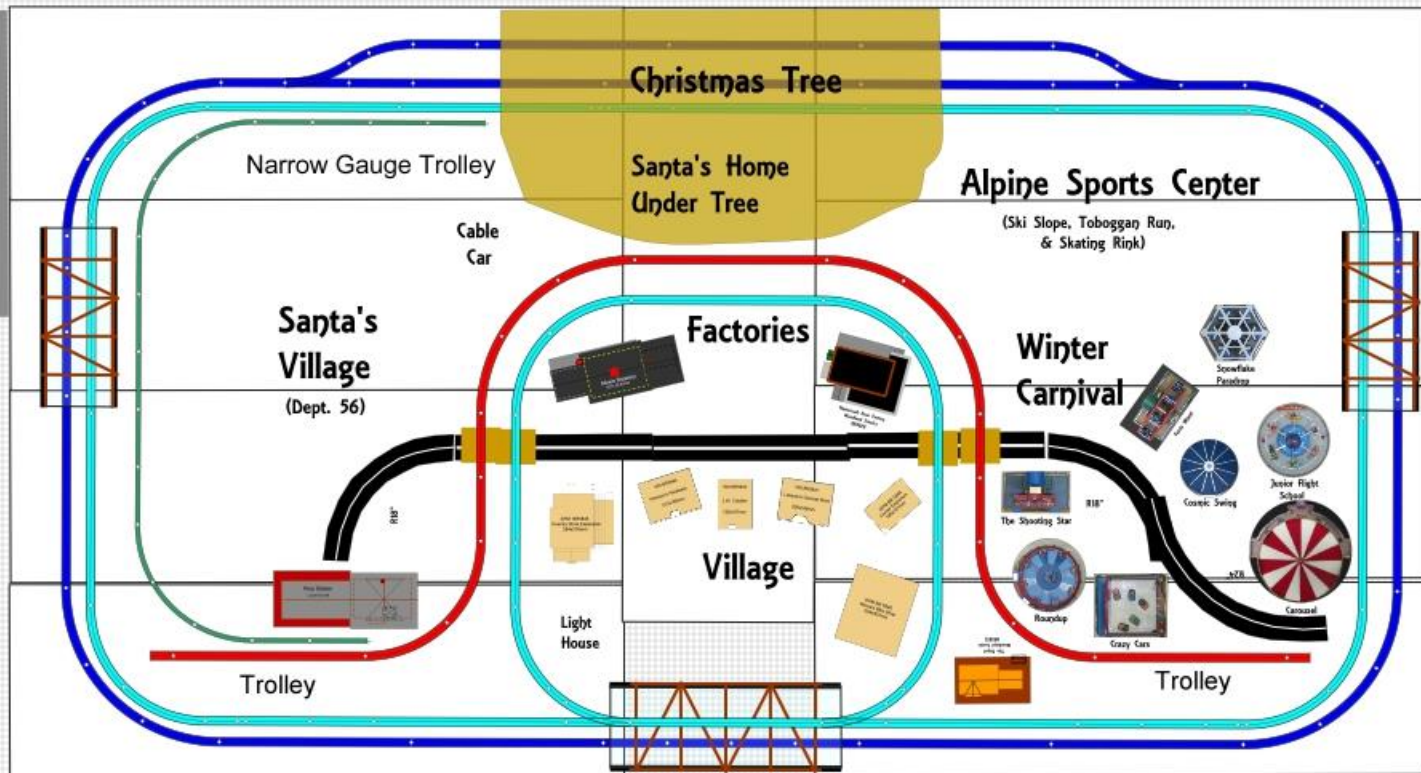 Christmas Tree
Narrow Gauge Trolley
Santa's Home
Under Tree
Alpine Sports Center
(Ski Slope, Toboggan Run,
& Skating Rink)
Cable
Car
Santa's
Village
(Dept. 56)
Factories
Winter
Carnival
Snowflake
Paradrop
Junior Flight
School
Cosmic Swing
The Shooting Star
R18"
R18"
Village
R24"
Carousel
Roundup
Crazy Cars
Light
House
Trolley
Trolley